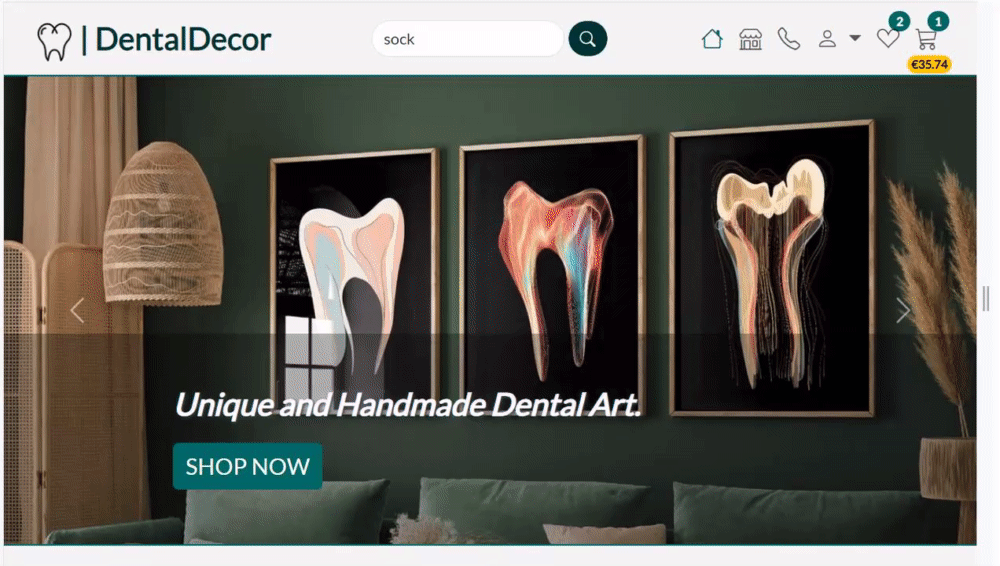 | DentalDecor
sock
2
1
€35.74
Unique and Handmade Dental Art.
SHOP NOW